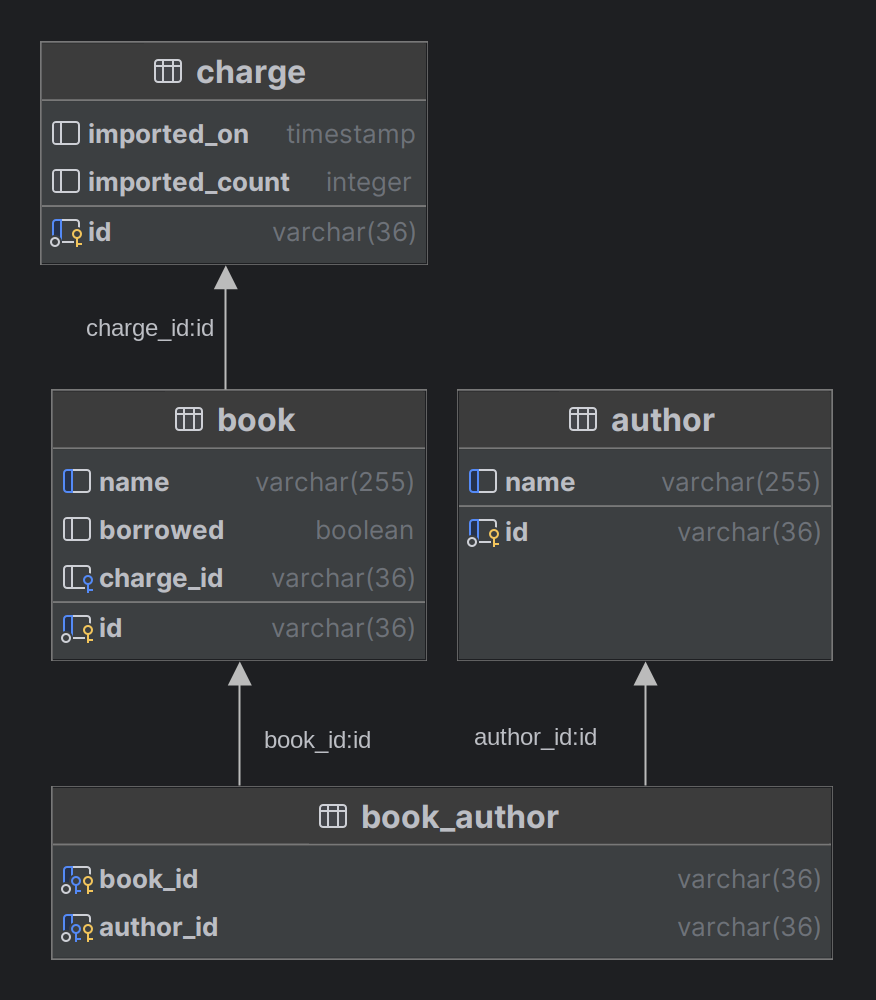 charge
imported_on timestamp
imported_count integer
id varchar(36)
charge_id:id
book
name varchar(255)
borrowed boolean
charge_id varchar(36)
id varchar(36)
author
name varchar(255)
id varchar(36)
book_id:id
author_id:id
book_author
book_id varchar(36)
author_id varchar(36)